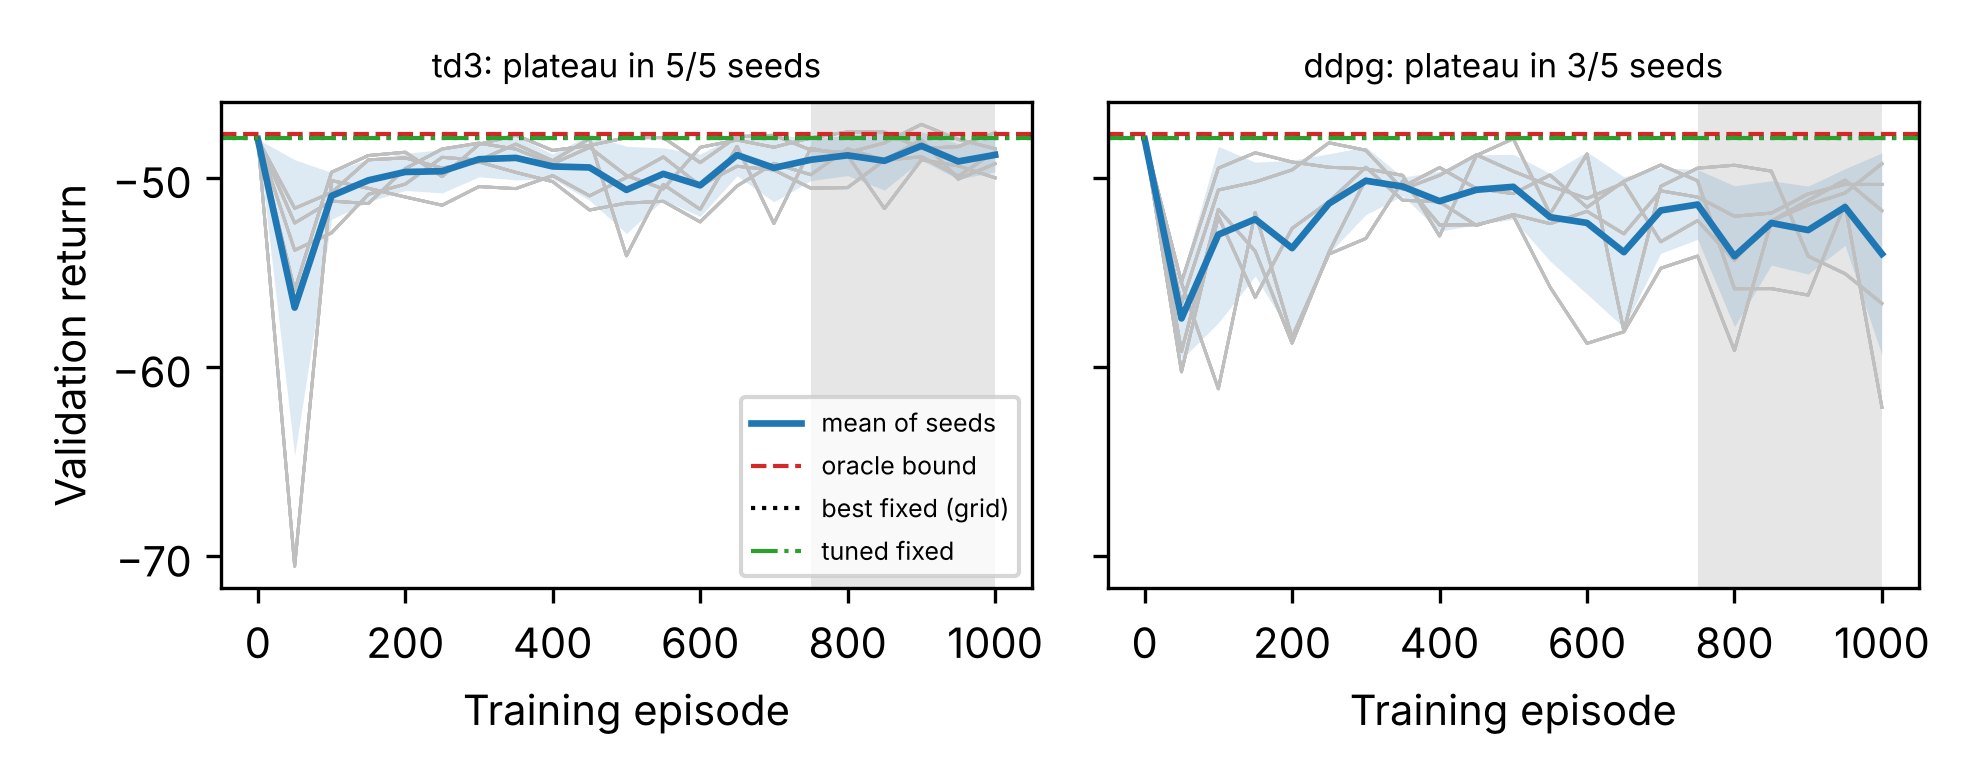 td3: plateau in 5/5 seeds
ddpg: plateau in 3/5 seeds
Validation return
−50
−60
−70
mean of seeds
oracle bound
best fixed (grid)
tuned fixed
0 200 400 600 800 1000
0 200 400 600 800 1000
Training episode
Training episode